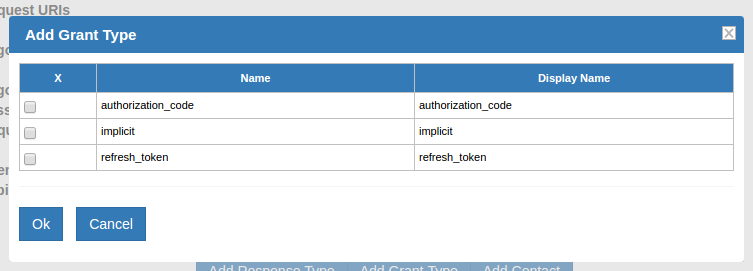 quest URIs
Add Grant Type
X Name Display Name
authorization_code authorization_code
implicit implicit
refresh_token refresh_token
Ok Cancel
Add Response Type Add Grant Type Add Contact